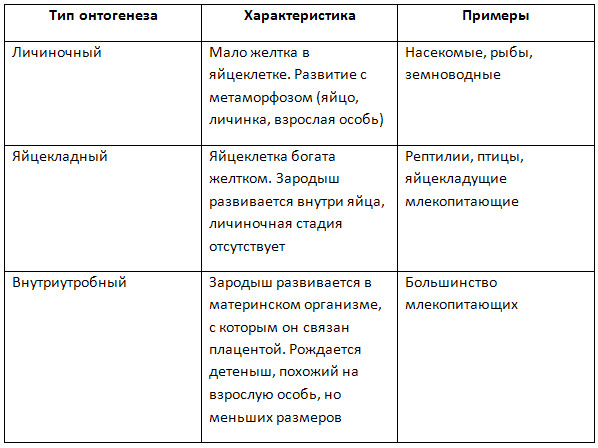 Тип онтогенеза
Характеристика
Примеры
Личиночный
Мало желтка в
яйцеклетке. Развитие с
метаморфозом (яйцо,
личинка, взрослая особь)
Насекомые, рыбы,
земноводные
Яйцекладный
Яйцеклетка богата
желтком. Зародыш
развивается внутри яйца,
личиночная стадия
отсутствует
Рептилии, птицы,
яйцекладущие
млекопитающие
Внутриутробный
Зародыш развивается в
материнском организме,
с которым он связан
плацентой. Рождается
детеныш, похожий на
взрослую особь, но
меньших размеров
Большинство
млекопитающих